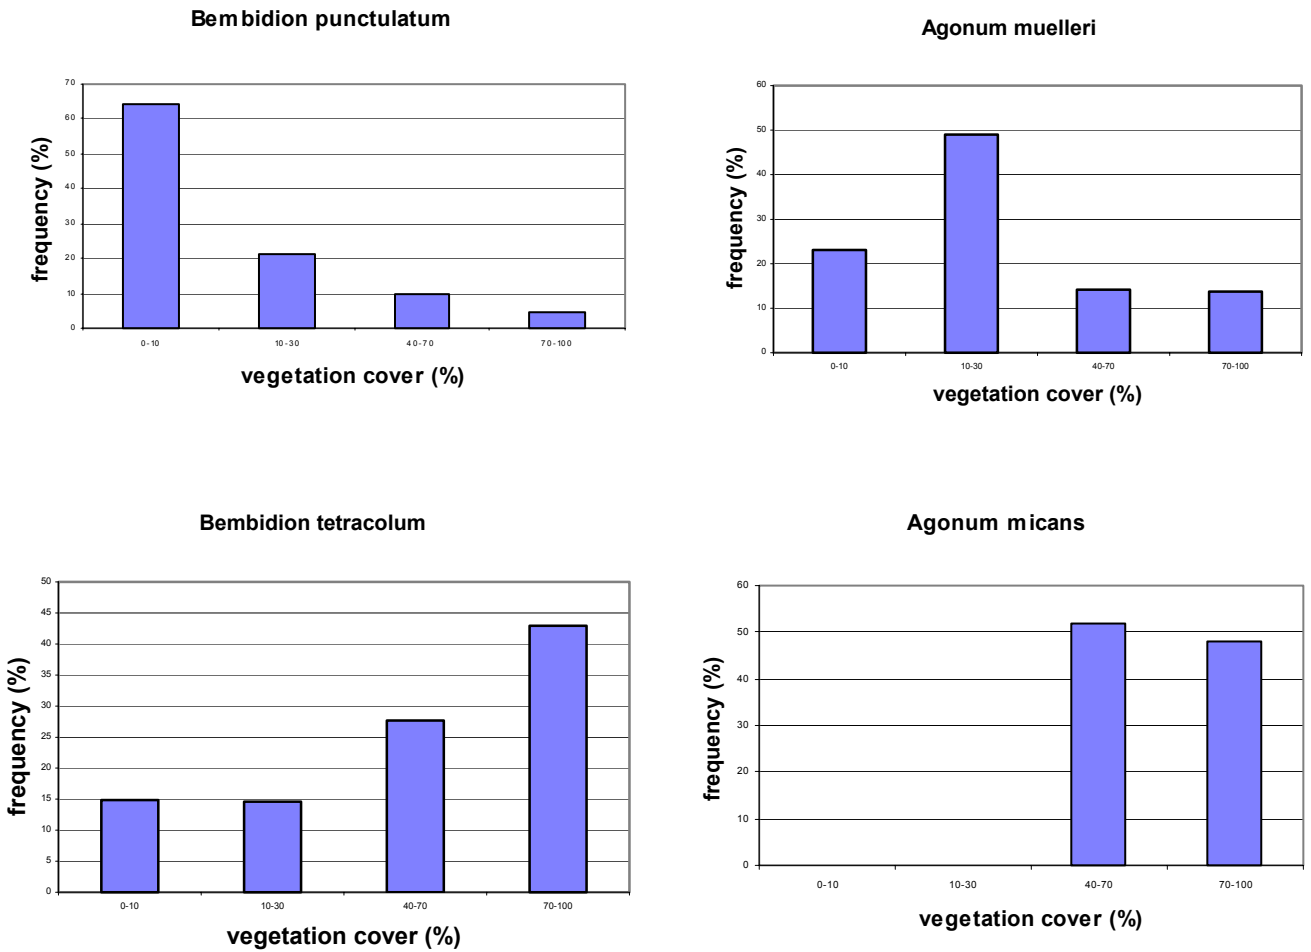 Bembidion punctulatum
70
60
50
40
30
20
10
0
frequency (%)
0-10 10-30 40-70 70-100
vegetation cover (%)
Agonum muelleri
60
50
40
30
20
10
0
frequency (%)
0-10 10-30 40-70 70-100
vegetation cover (%)
Bembidion tetracolum
50
45
40
35
30
25
20
15
10
5
0
frequency (%)
0-10 10-30 40-70 70-100
vegetation cover (%)
Agonum micans
60
50
40
30
20
10
0
frequency (%)
0-10 10-30 40-70 70-100
vegetation cover (%)